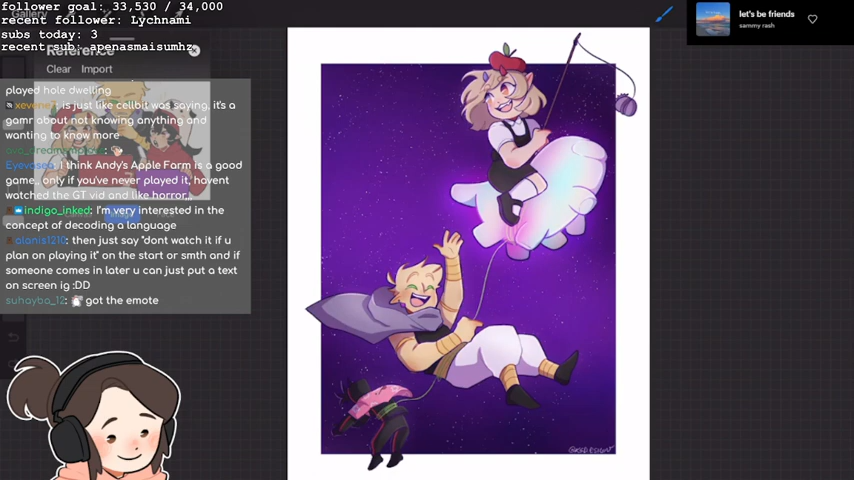 follower goal: 33,530 / 34,000
recent follower: Lychnami
subs today: 3
recent sub: apenasmaisumhz
Gallery
Reference
Clear Import
played hole dwelling
is just like cellbit was saying, it's a
gamr about not knowing anything and
wanting to know more
Eyevosea: I think Andy's Apple Farm is a good
game.. only if you've never played it, havent
watched the GT vid and like horror,,
indigo_inked: I'm very interested in the
concept of decoding a language
alanis1210: then just say "dont watch it if u
plan on playing it" on the start or smth and if
someone comes in later u can just put a text
on screen ig :DD
suhayba_12: got the emote
let's be friends
sammy rash